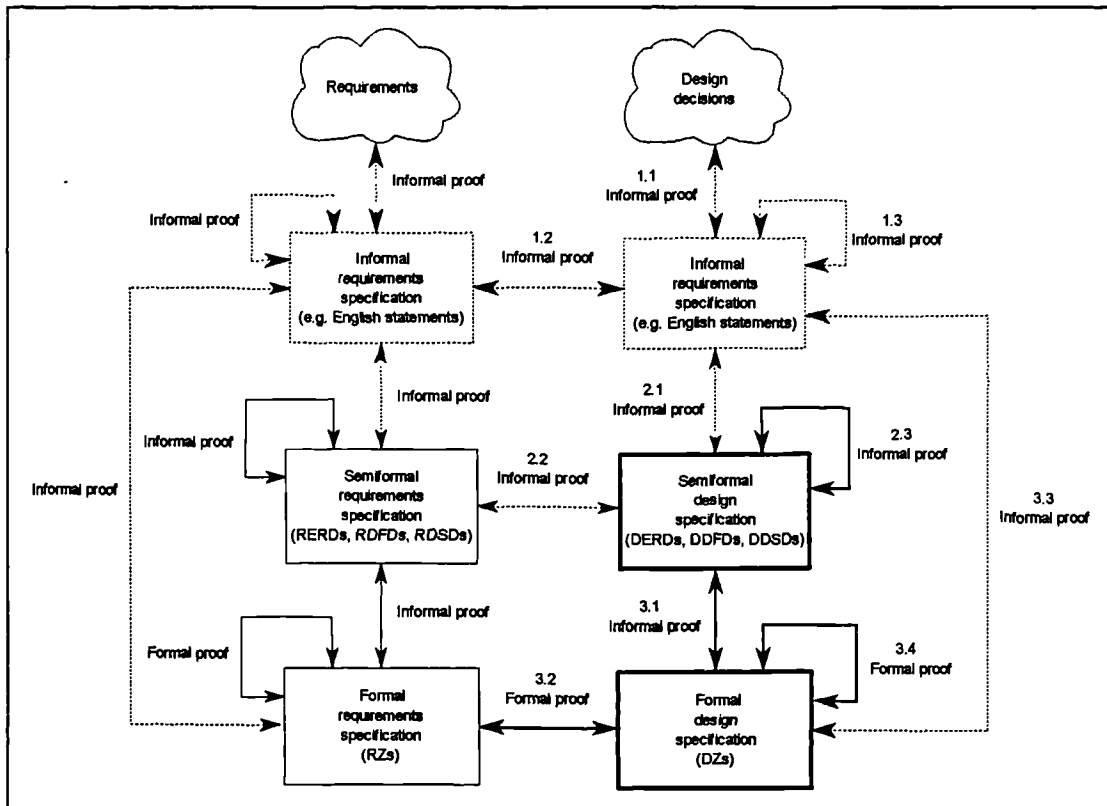 Requirements
Design
decisions
Informal proof
1.1
Informal proof
Informal proof
1.2
Informal proof
1.3
Informal proof
Informal
requirements
specification
(e.g. English statements)
Informal
requirements
specification
(e.g. English statements)
Informal proof
2.1
Informal proof
Informal proof
2.2
Informal proof
2.3
Informal proof
Informal proof
3.3
Informal proof
Semiformal
requirements
specification
(RERDs, RDFDs, RDSDs)
Semiformal
design
specification
(DERDs, DDFDs, DDSDs)
Informal proof
3.1
Informal proof
Formal proof
3.2
Formal proof
3.4
Formal proof
Formal
requirements
specification
(RZs)
Formal
design
specification
(DZs)